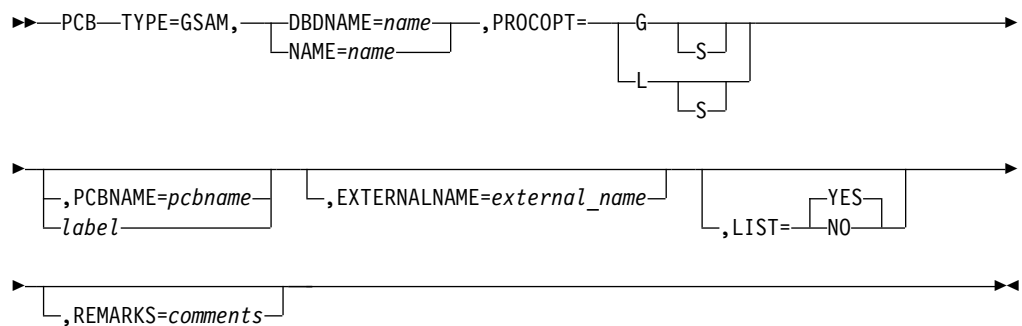 PCB TYPE=GSAM, DBDNAME=name ,PROCOPT= G
NAME=name S
L
S
,PCBNAME=pcbname ,EXTERNALNAME=external_name YES
label ,LIST= NO
,REMARKS=comments